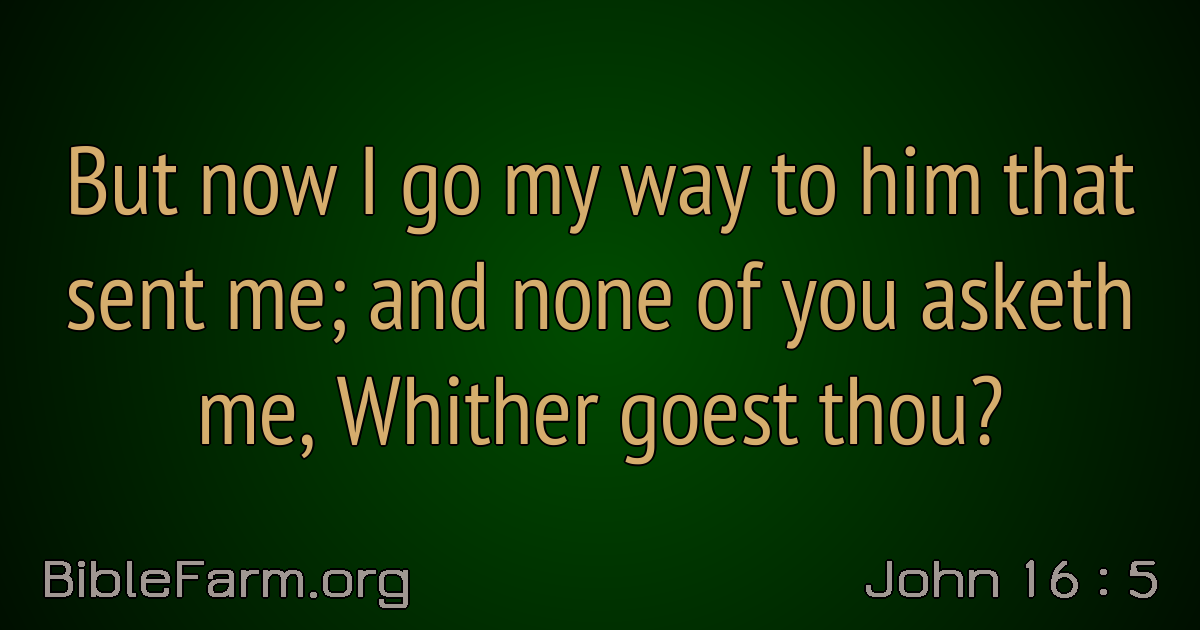 But now I go my way to him that
sent me; and none of you asketh
me, Whither goest thou?
BibleFarm.org
John 16 : 5